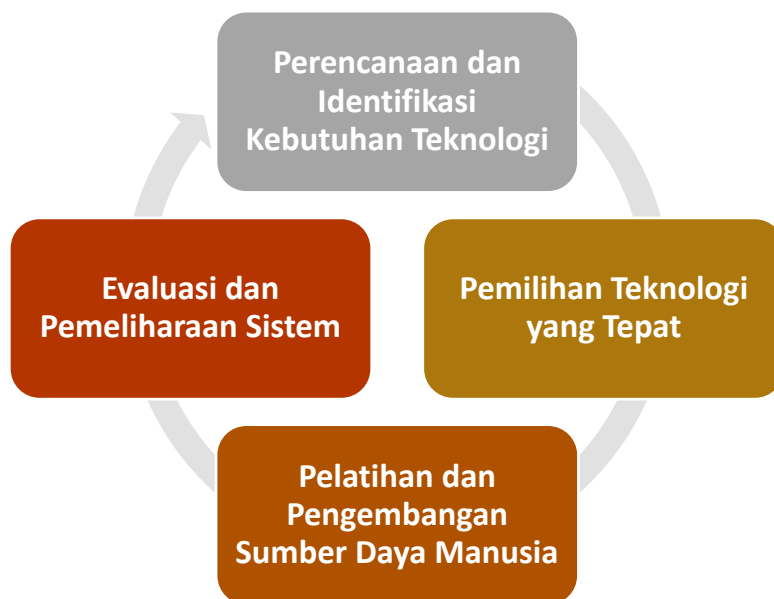 Perencanaan dan
Identifikasi
Kebutuhan Teknologi
Pemilihan Teknologi
yang Tepat
Pelatihan dan
Pengembangan
Sumber Daya Manusia
Evaluasi dan
Pemeliharaan Sistem